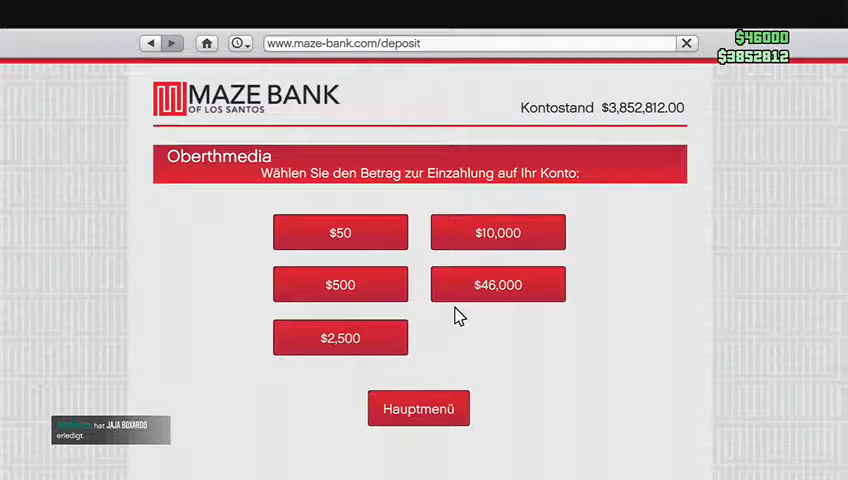 www.maze-bank.com/deposit
$46000
$3852812
MAZE BANK
OF LOS SANTOS
Kontostand $3,852,812.00
Oberthmedia
Wählen Sie den Betrag zur Einzahlung auf Ihr Konto:
$50
$10,000
$500
$46,000
$2,500
Hauptmenü
hat JAJA BOXARDO
erledigt.